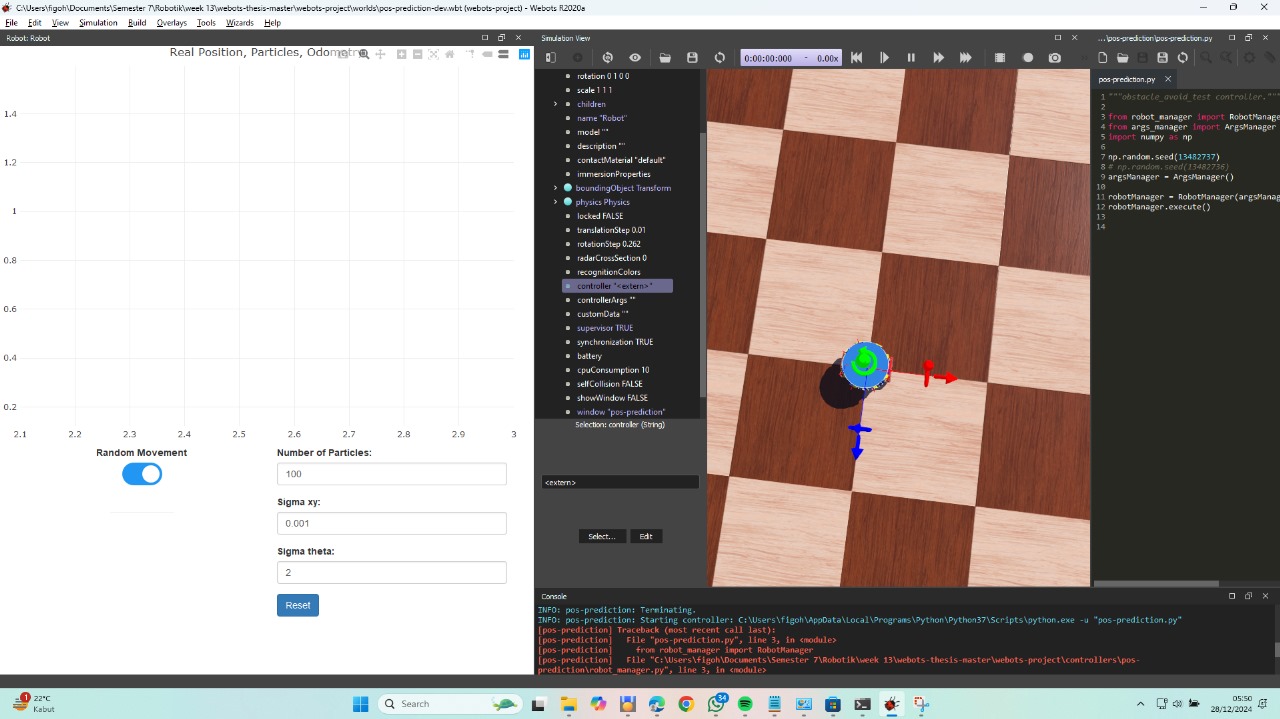 C:\Users\figoh\Documents\Semester 7\Robotik\week 13\webots-thesis-master\webots-project\worlds\pos-prediction-dev.wbt (webots-project) - Webots R2020a
File Edit View Simulation Build Overlays Tools Wizards Help
Robot: Robot
Real Position, Particles, Odometry
1.4
1.2
1
0.8
0.6
0.4
0.2
2.1 2.2 2.3 2.4 2.5 2.6 2.7 2.8 2.9 3
Random Movement
Number of Particles:
100
Sigma xy:
0.001
Sigma theta:
2
Reset
Simulation View
0:00:00:000 - 0.00x
rotation 0 1 0 0
scale 1 1 1
children
name "Robot"
model ""
description ""
contactMaterial "default"
immersionProperties
boundingObject Transform
physics Physics
locked FALSE
translationStep 0.01
rotationStep 0.262
radarCrossSection 0
recognitionColors
controller "<extern>"
controllerArgs ""
customData ""
supervisor TRUE
synchronization TRUE
battery
cpuConsumption 10
selfCollision FALSE
showWindow FALSE
window "pos-prediction"
Selection: controller (String)
<extern>
Select... Edit
...pos-prediction\pos-prediction.py
pos-prediction.py
1 """obstacle_avoid_test controller."""
2
3 from robot_manager import RobotManager
4 from args_manager import ArgsManager
5 import numpy as np
6
7 np.random.seed(13482737)
8 # np.random.seed(13482736)
9 argsManager = ArgsManager()
10
11 robotManager = RobotManager(argsManag
12 robotManager.execute()
13
14
Console
INFO: pos-prediction: Terminating.
INFO: pos-prediction: Starting controller: C:\Users\figoh\AppData\Local\Programs\Python\Python37\Scripts\python.exe -u "pos-prediction.py"
[pos-prediction] Traceback (most recent call last):
[pos-prediction] File "pos-prediction.py", line 3, in <module>
[pos-prediction] from robot_manager import RobotManager
[pos-prediction] File "C:\Users\figoh\Documents\Semester 7\Robotik\week 13\webots-thesis-master\webots-project\controllers\pos-
prediction\robot_manager.py", line 3, in <module>
1
22°C
Kabut
Search
34
05:50
28/12/2024